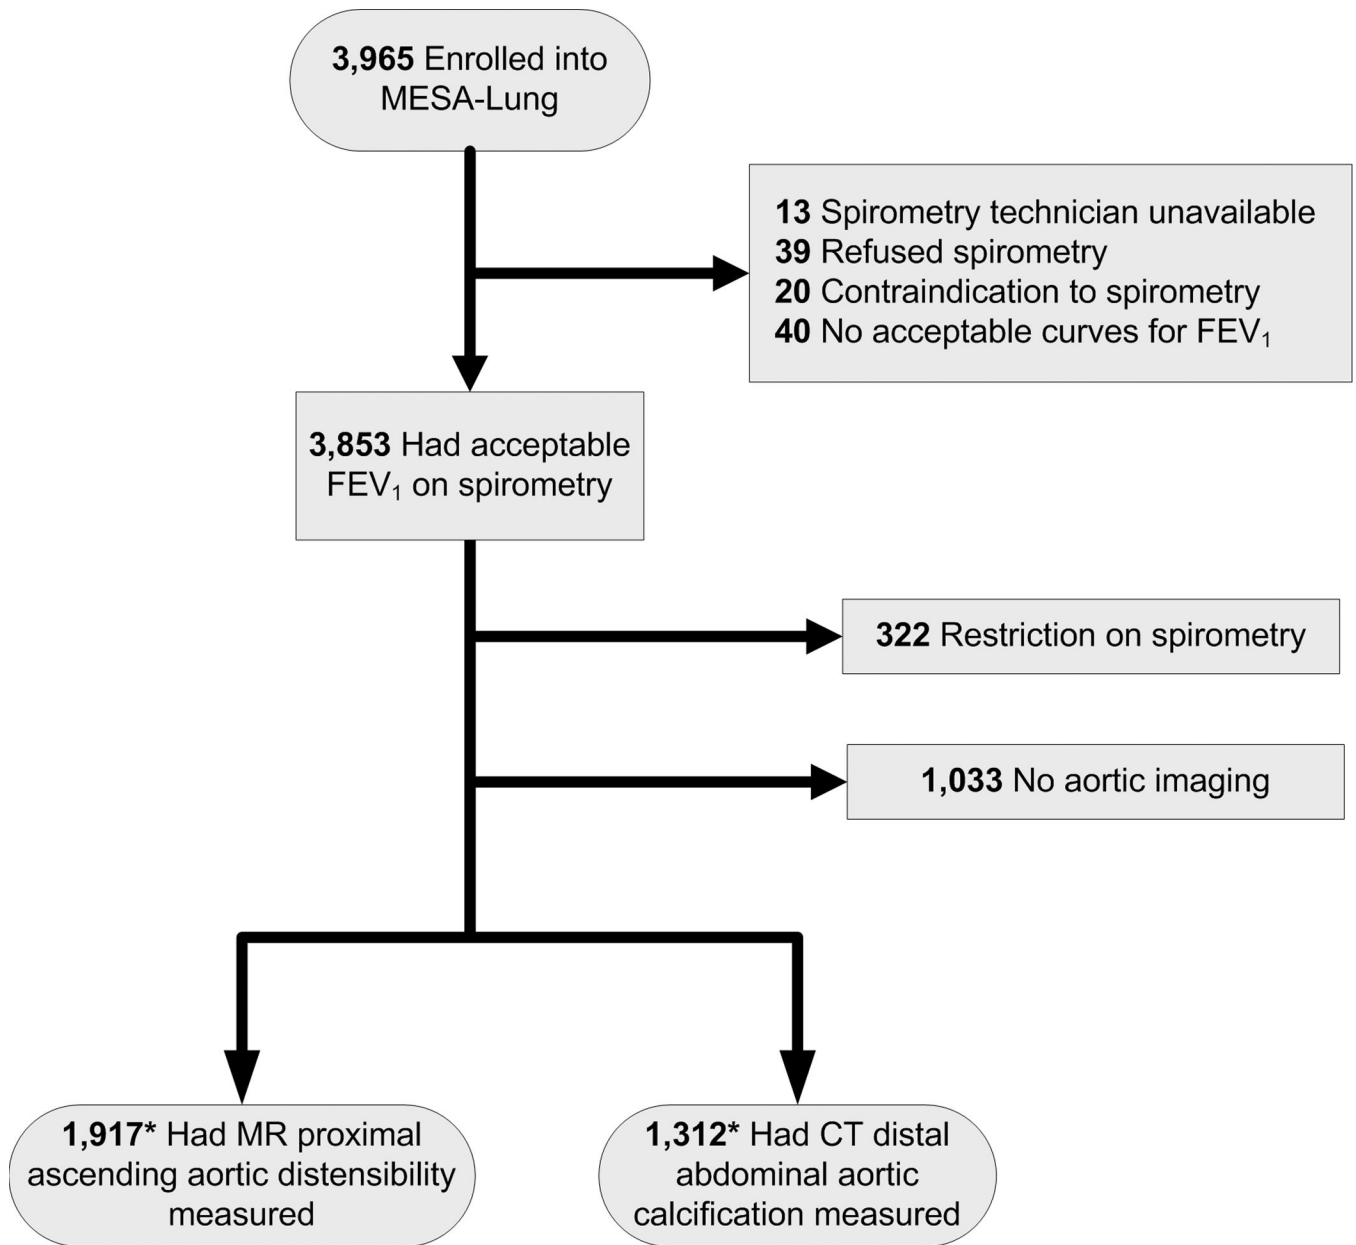 3,965 Enrolled into
MESA-Lung
13 Spirometry technician unavailable
39 Refused spirometry
20 Contraindication to spirometry
40 No acceptable curves for FEV₁
3,853 Had acceptable
FEV₁ on spirometry
322 Restriction on spirometry
1,033 No aortic imaging
1,917* Had MR proximal
ascending aortic distensibility
measured
1,312* Had CT distal
abdominal aortic
calcification measured